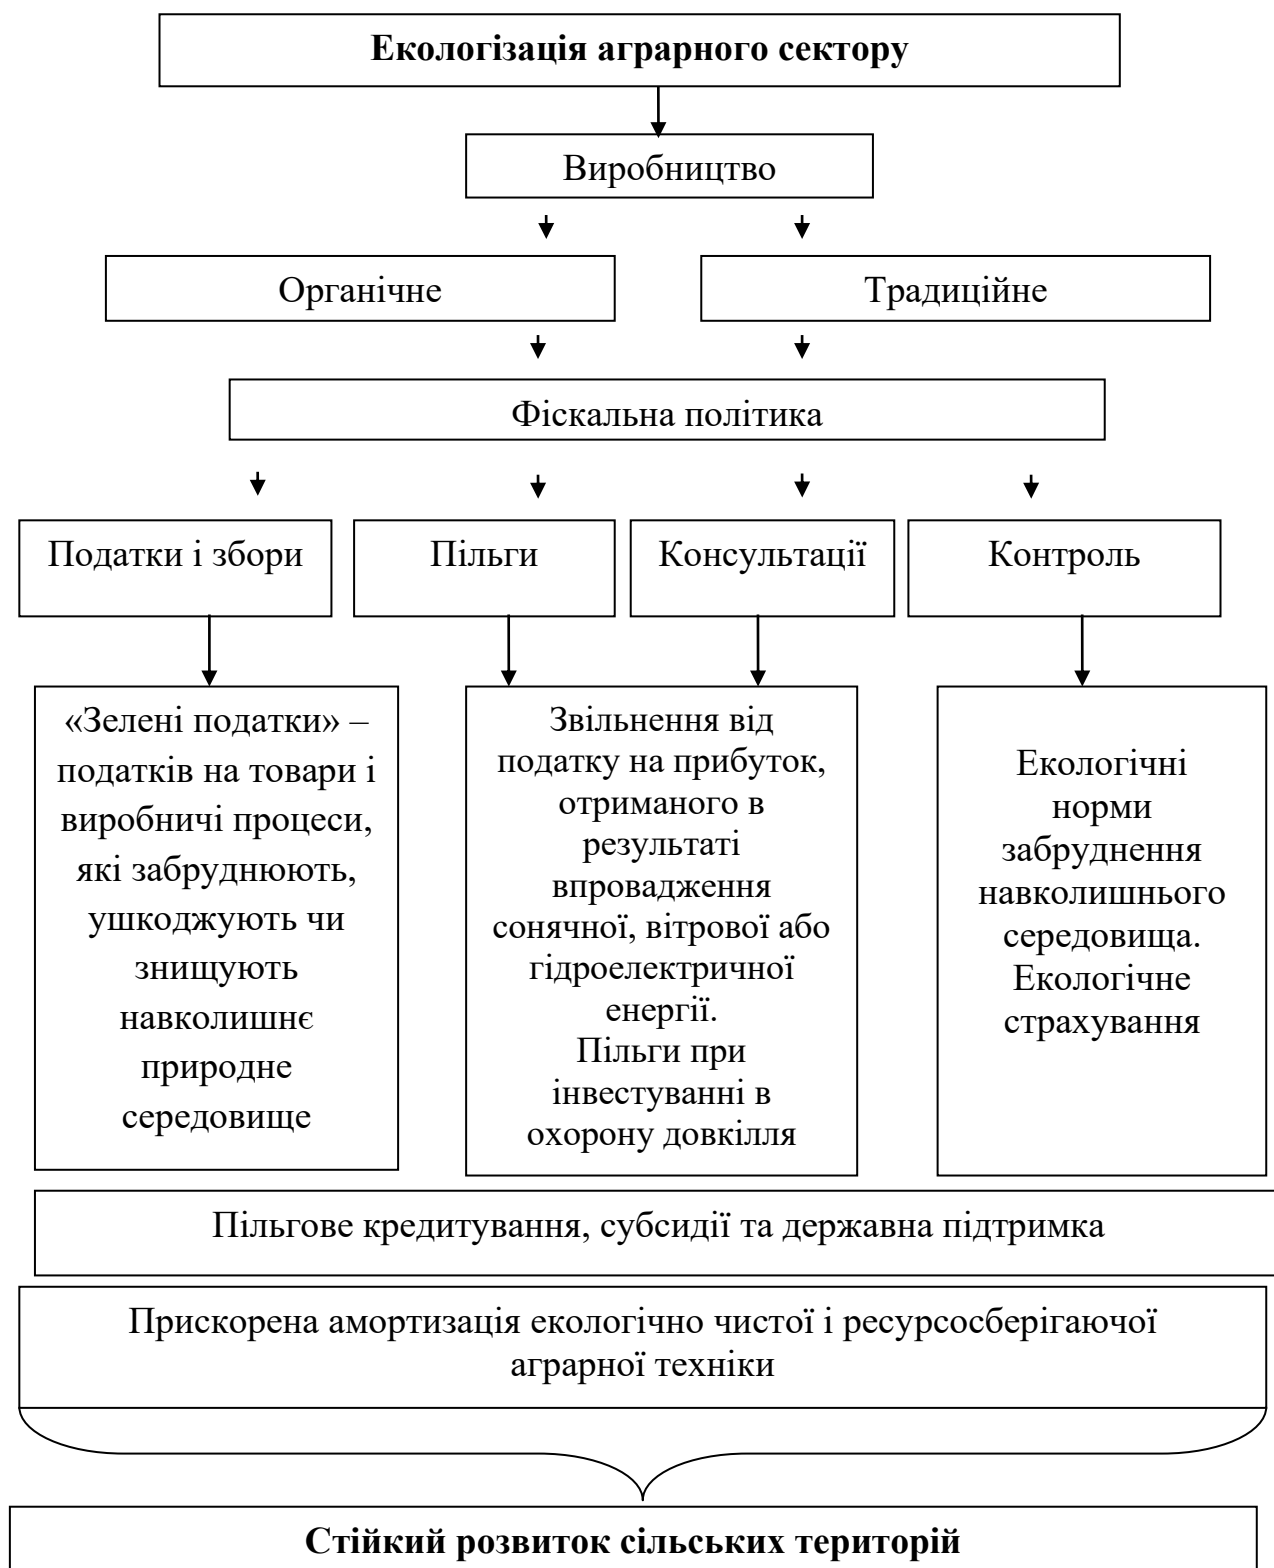 Екологізація аграрного сектору
Виробництво
Органічне
Традиційне
Фіскальна політика
Податки і збори
Пільги
Консультації
Контроль
«Зелені податки» –
податків на товари і
виробничі процеси,
які забруднюють,
ушкоджують чи
знищують
навколишнє
природне
середовище
Звільнення від
податку на прибуток,
отриманого в
результаті
впровадження
сонячної, вітрової або
гідроелектричної
енергії.
Пільги при
інвестуванні в
охорону довкілля
Екологічні
норми
забруднення
навколишнього
середовища.
Екологічне
страхування
Пільгове кредитування, субсидії та державна підтримка
Прискорена амортизація екологічно чистої і ресурсосберігаючої
аграрної техніки
Стійкий розвиток сільських територій